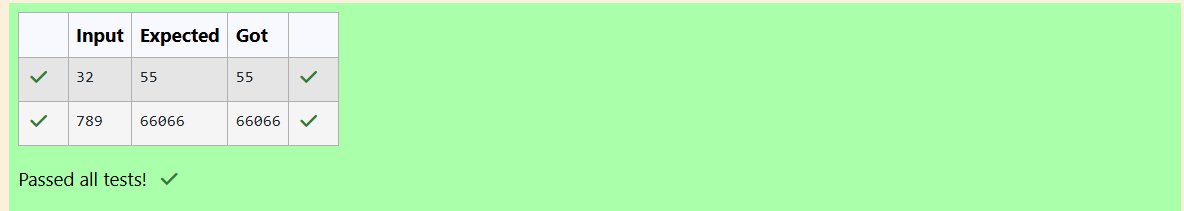 Input Expected Got
32 55 55
789 66066 66066
Passed all tests!